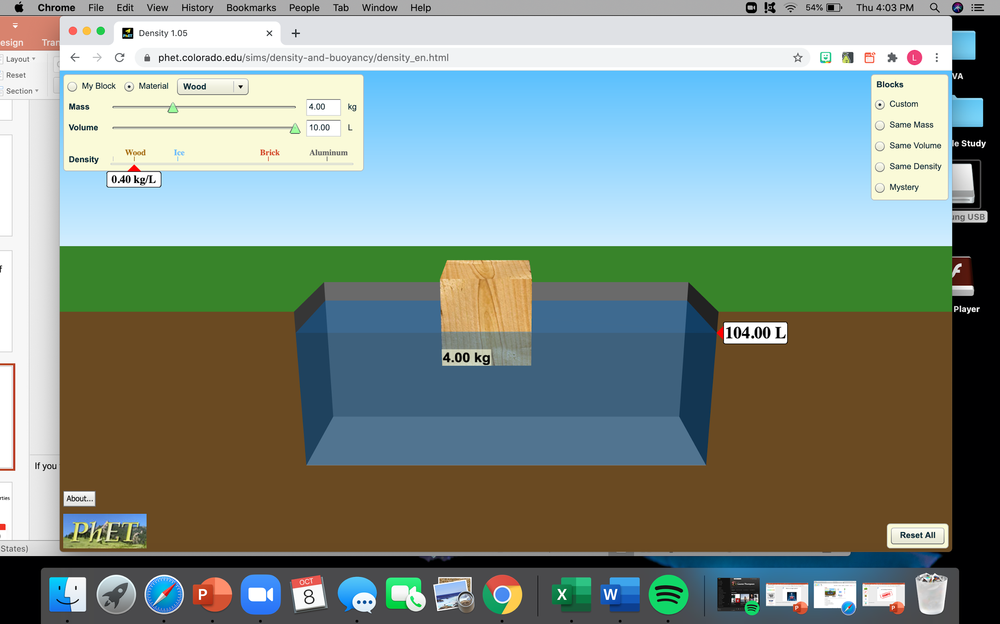 Chrome File Edit View History Bookmarks People Tab Window Help 54% Thu 4:03 PM
Density 1.05
phet.colorado.edu/sims/density-and-buoyancy/density_en.html
L
esign Tran
Layout
Reset
Section
My Block Material Wood
Mass 4.00 kg
Volume 10.00 L
Wood Ice Brick Aluminum
Density
0.40 kg/L
Blocks
Custom
Same Mass
Same Volume
Same Density
Mystery
VA
le Study
ung USB
Player
f
104.00 L
4.00 kg
If you
rties
About...
PhET
Reset All
States)
OCT
8